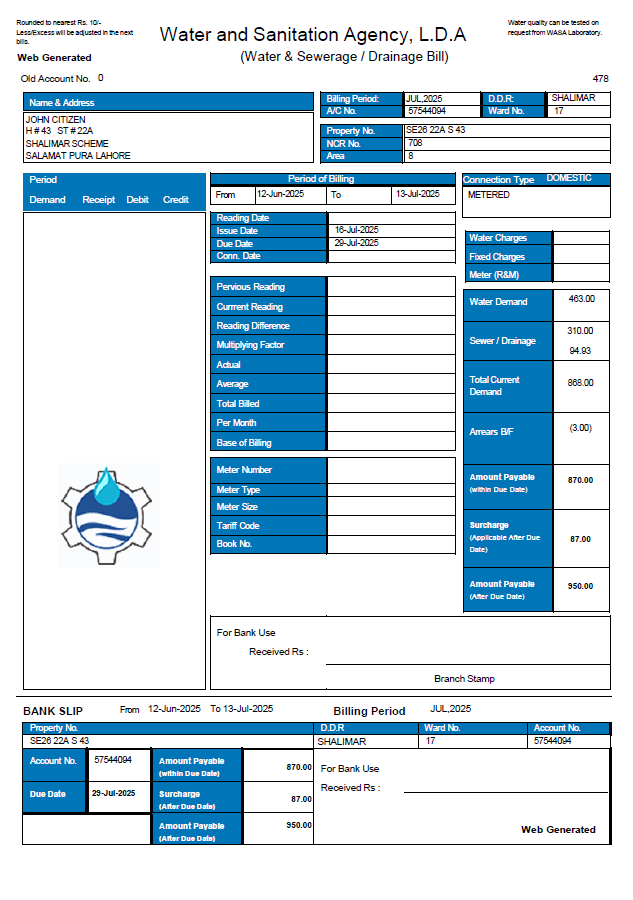 Rounded to nearest Rs. 10/-
Less/Excess will be adjusted in the next
bills.
Web Generated
Water and Sanitation Agency, L.D.A
(Water & Sewerage / Drainage Bill)
Water quality can be tested on
request from WASA Laboratory.
Old Account No. 0
478
Name & Address
JOHN CITIZEN
H # 43 ST # 22A
SHALIMAR SCHEME
SALAMAT PURA LAHORE
Billing Period: JUL,2025 D.D.R: SHALIMAR
A/C No. 57544094 Ward No. 17
Property No. SE26 22A S 43
NCR No. 708
Area 8
Period
Demand Receipt Debit Credit
Period of Billing
From 12-Jun-2025 To 13-Jul-2025
Reading Date
Issue Date 16-Jul-2025
Due Date 29-Jul-2025
Conn. Date
Pervious Reading
Currrent Reading
Reading Difference
Multiplying Factor
Actual
Average
Total Billed
Per Month
Base of Billing
Meter Number
Meter Type
Meter Size
Tariff Code
Book No.
Connection Type DOMESTIC
METERED
Water Charges
Fixed Charges
Meter (R&M)
Water Demand 463.00
Sewer / Drainage 310.00
94.93
Total Current
Demand 868.00
Arrears B/F (3.00)
Amount Payable
(within Due Date) 870.00
Surcharge
(Applicable After Due
Date) 87.00
Amount Payable
(After Due Date) 950.00
For Bank Use
Received Rs :
Branch Stamp
BANK SLIP From 12-Jun-2025 To 13-Jul-2025 Billing Period JUL,2025
Property No. D.D.R Ward No. Account No.
SE26 22A S 43 SHALIMAR 17 57544094
Account No. 57544094 Amount Payable
(within Due Date) 870.00
Due Date 29-Jul-2025 Surcharge
(After Due Date) 87.00
Amount Payable
(After Due Date) 950.00
For Bank Use
Received Rs :
Web Generated